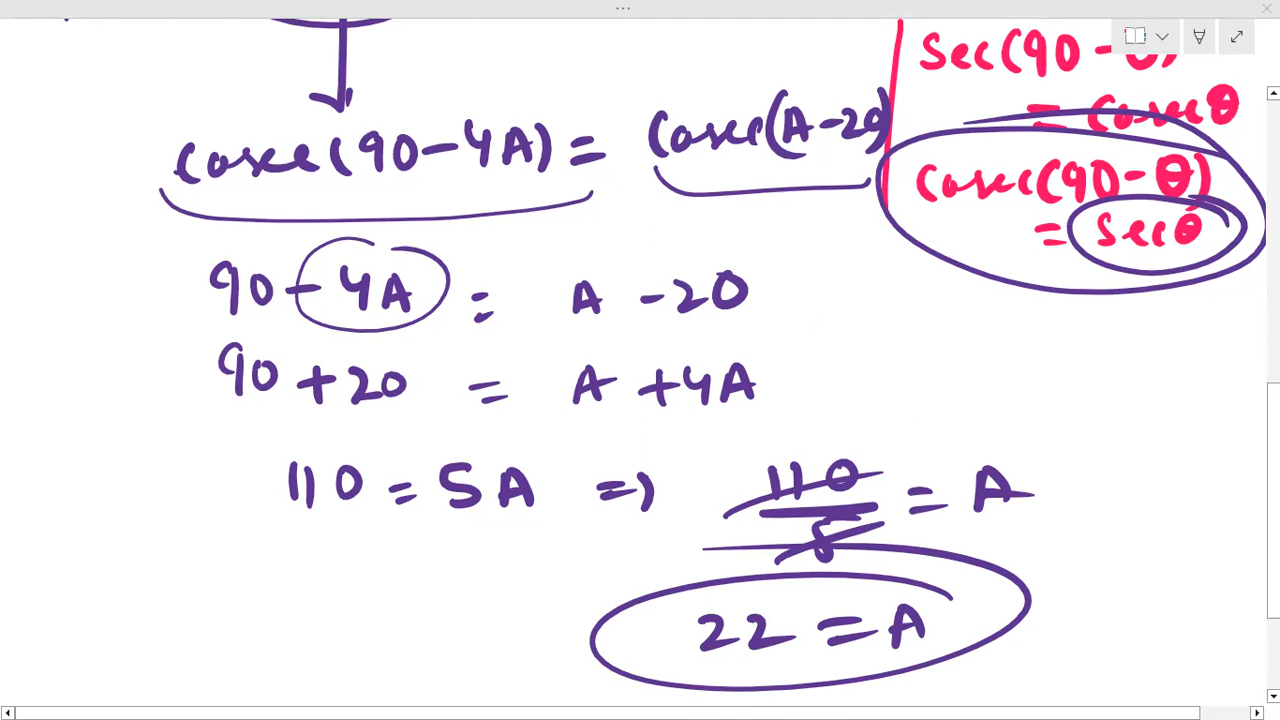 sec(90-θ)
= cosecθ
cosec(90-4A) = cosec(A-20)
cosec(90-θ)
= secθ
90-4A = A-20
90+20 = A+4A
110 = 5A => 110/5 = A
22 = A